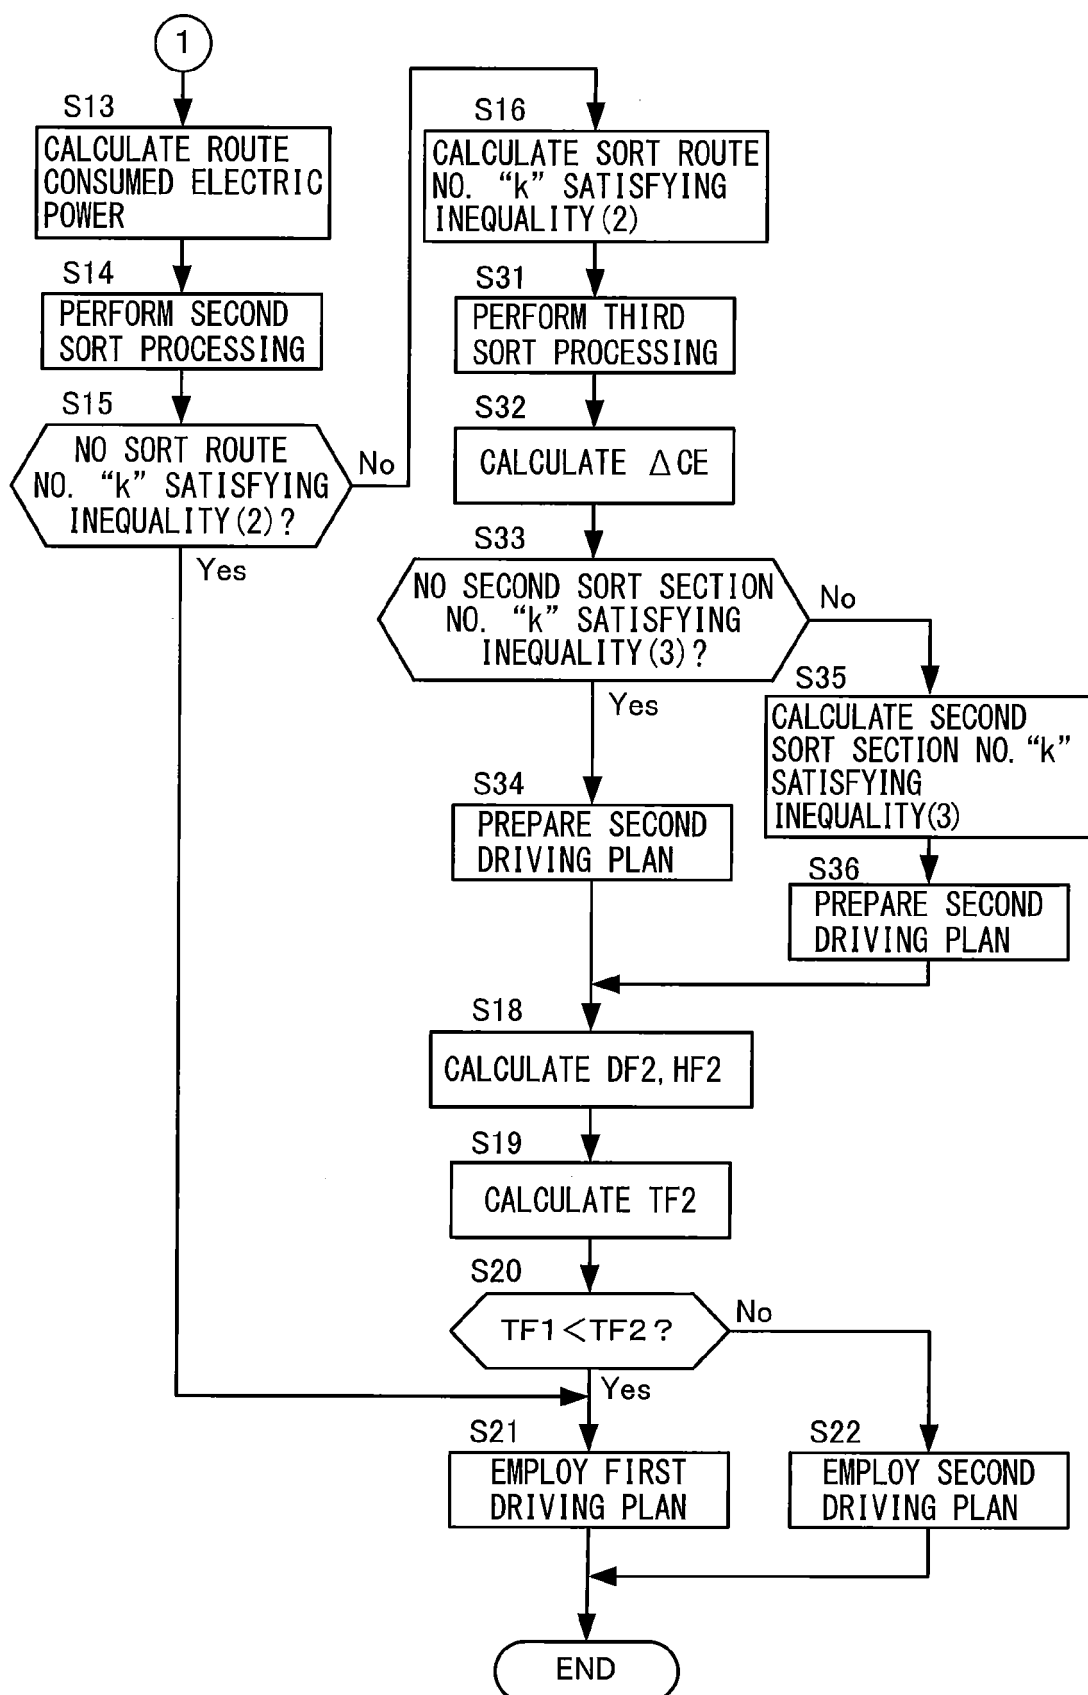 1
S13
CALCULATE ROUTE
CONSUMED ELECTRIC
POWER
S14
PERFORM SECOND
SORT PROCESSING
S15
NO SORT ROUTE
NO. “k” SATISFYING
INEQUALITY(2)?
No
Yes
S16
CALCULATE SORT ROUTE
NO. “k” SATISFYING
INEQUALITY(2)
S31
PERFORM THIRD
SORT PROCESSING
S32
CALCULATE ΔCE
S33
NO SECOND SORT SECTION
NO. “k” SATISFYING
INEQUALITY(3)?
No
Yes
S35
CALCULATE SECOND
SORT SECTION NO. “k”
SATISFYING
INEQUALITY(3)
S34
PREPARE SECOND
DRIVING PLAN
S36
PREPARE SECOND
DRIVING PLAN
S18
CALCULATE DF2, HF2
S19
CALCULATE TF2
S20
TF1<TF2?
No
Yes
S21
EMPLOY FIRST
DRIVING PLAN
S22
EMPLOY SECOND
DRIVING PLAN
END